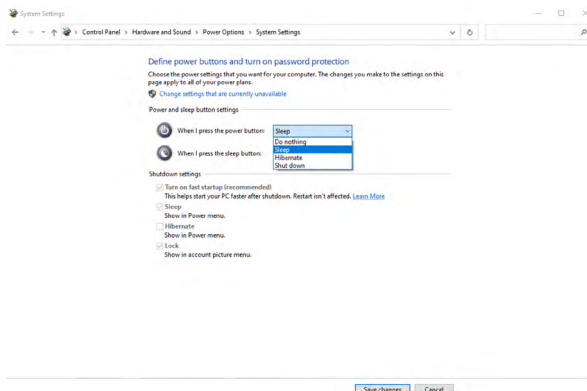 System Settings
Control Panel > Hardware and Sound > Power Options > System Settings
Define power buttons and turn on password protection
Choose the power settings that you want for your computer. The changes you make to the settings on this
page apply to all of your power plans.
Change settings that are currently unavailable
Power and sleep button settings
When I press the power button: Sleep
Do nothing
Sleep
When I press the sleep button:
Hibernate
Shut down
Shutdown settings
Turn on fast startup (recommended)
This helps start your PC faster after shutdown. Restart isn't affected. Learn More
Sleep
Show in Power menu.
Hibernate
Show in Power menu.
Lock
Show in account picture menu.
Save changes Cancel